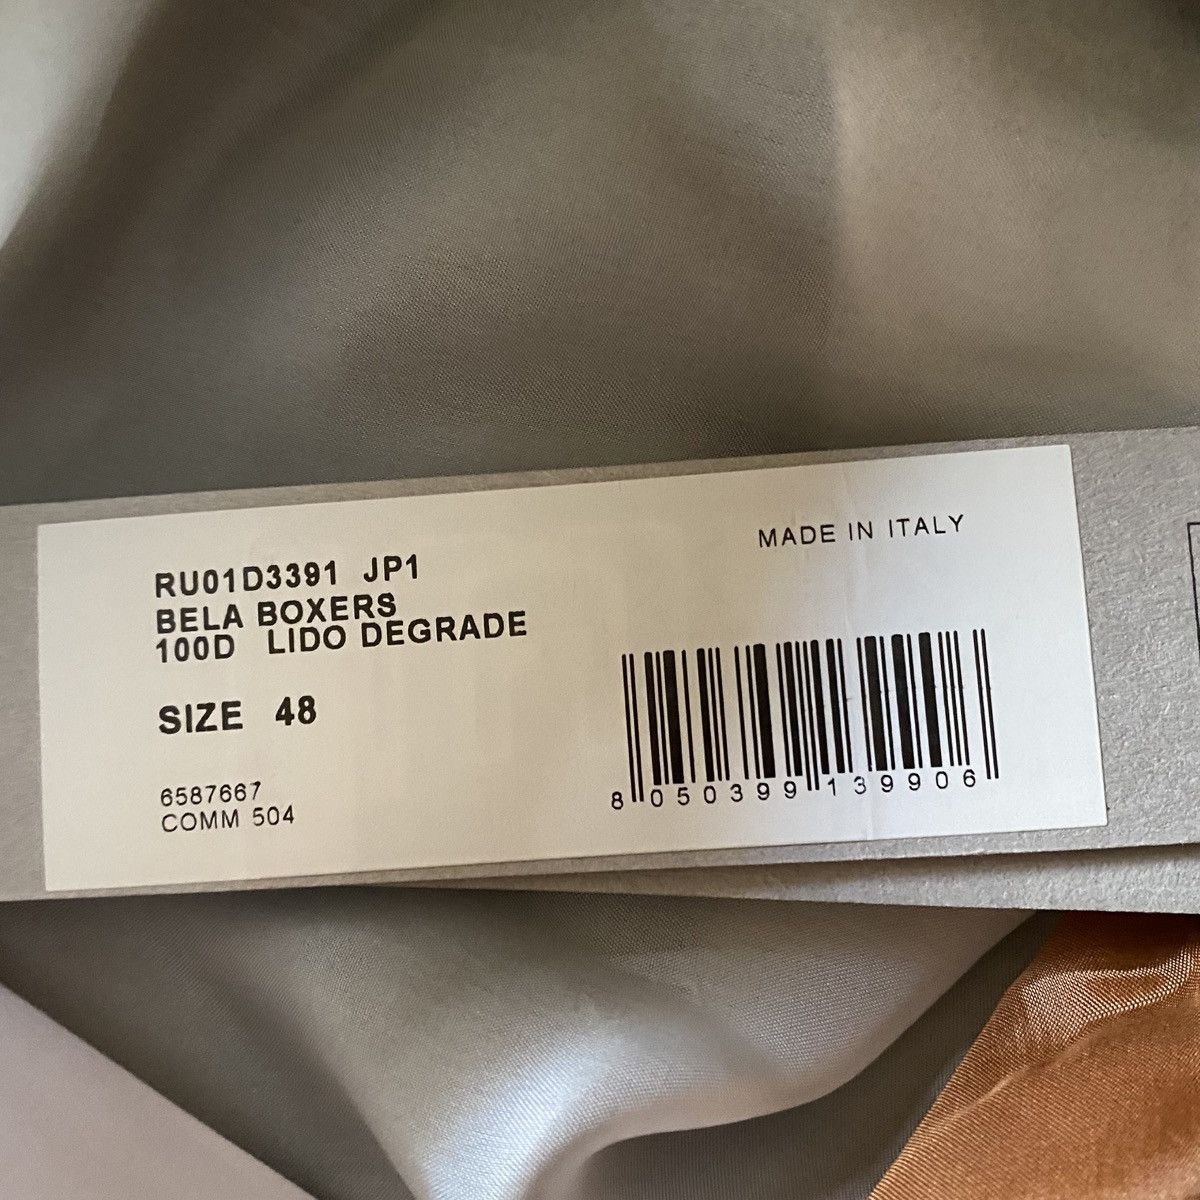 MADE IN ITALY
RU01D3391 JP1
BELA BOXERS
100D LIDO DEGRADE
SIZE 48
6587667
COMM 504
8 050399 139906